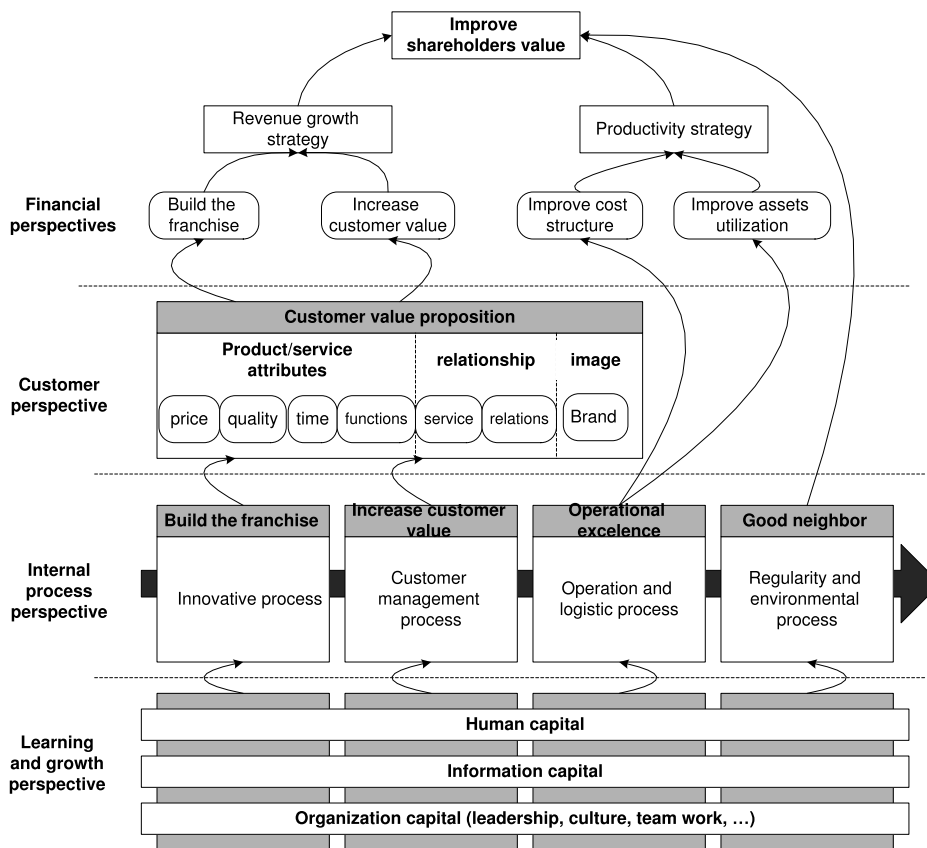 Improve
shareholders value
Revenue growth
strategy
Productivity strategy
Financial
perspectives
Build the
franchise
Increase
customer value
Improve cost
structure
Improve assets
utilization
Customer value proposition
Customer
perspective
Product/service
attributes
relationship
image
price
quality
time
functions
service
relations
Brand
Internal
process
perspective
Build the franchise
Innovative process
Increase customer
value
Customer
management
process
Operational
excelence
Operation and
logistic process
Good neighbor
Regularity and
environmental
process
Learning
and growth
perspective
Human capital
Information capital
Organization capital (leadership, culture, team work, …)